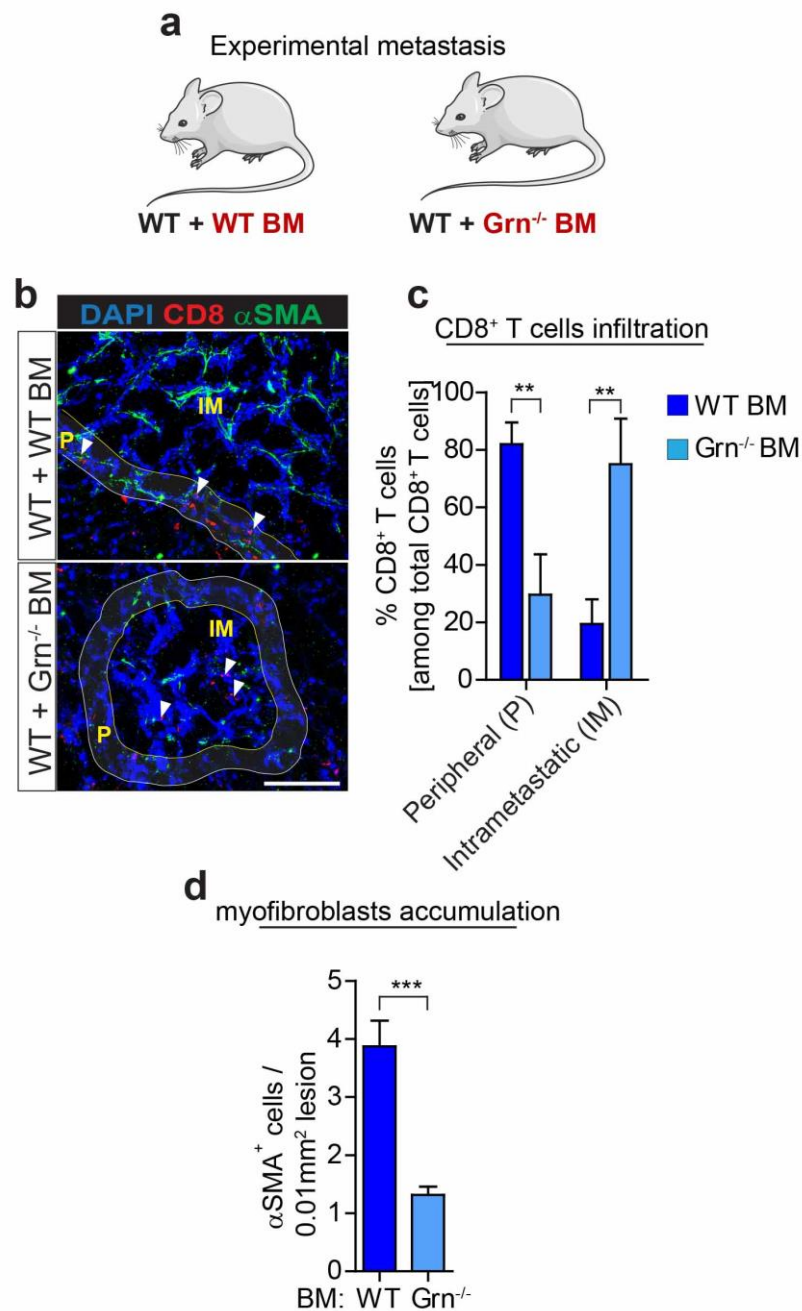 a
Experimental metastasis
WT + WT BM
WT + Grn⁻/⁻ BM
b
DAPI CD8 αSMA
WT + WT BM
IM
P
WT + Grn⁻/⁻ BM
IM
P
c
CD8⁺ T cells infiltration
% CD8⁺ T cells
[among total CD8⁺ T cells]
100
80
60
40
20
0
**
**
WT BM
Grn⁻/⁻ BM
Peripheral (P)
Intrametastatic (IM)
d
myofibroblasts accumulation
αSMA⁺ cells /
0.01mm² lesion
5
4
3
2
1
0
***
BM: WT Grn⁻/⁻